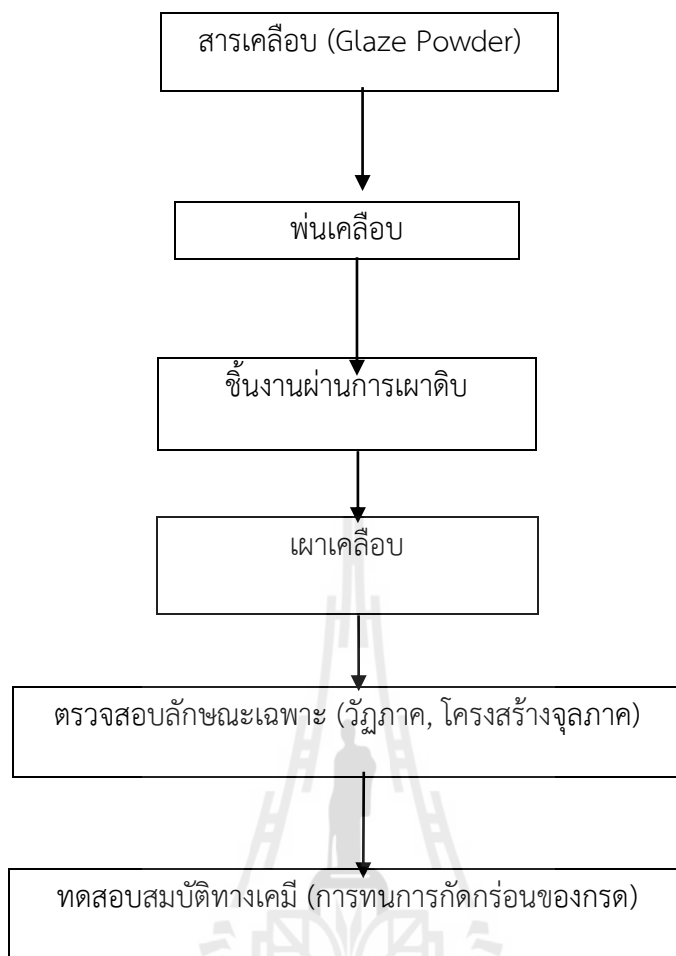 สารเคลือบ (Glaze Powder)
พ่นเคลือบ
ชิ้นงานผ่านการเผาดิบ
เผาเคลือบ
ตรวจสอบลักษณะเฉพาะ (วัฏภาค, โครงสร้างจุลภาค)
ทดสอบสมบัติทางเคมี (การทนการกัดกร่อนของกรด)